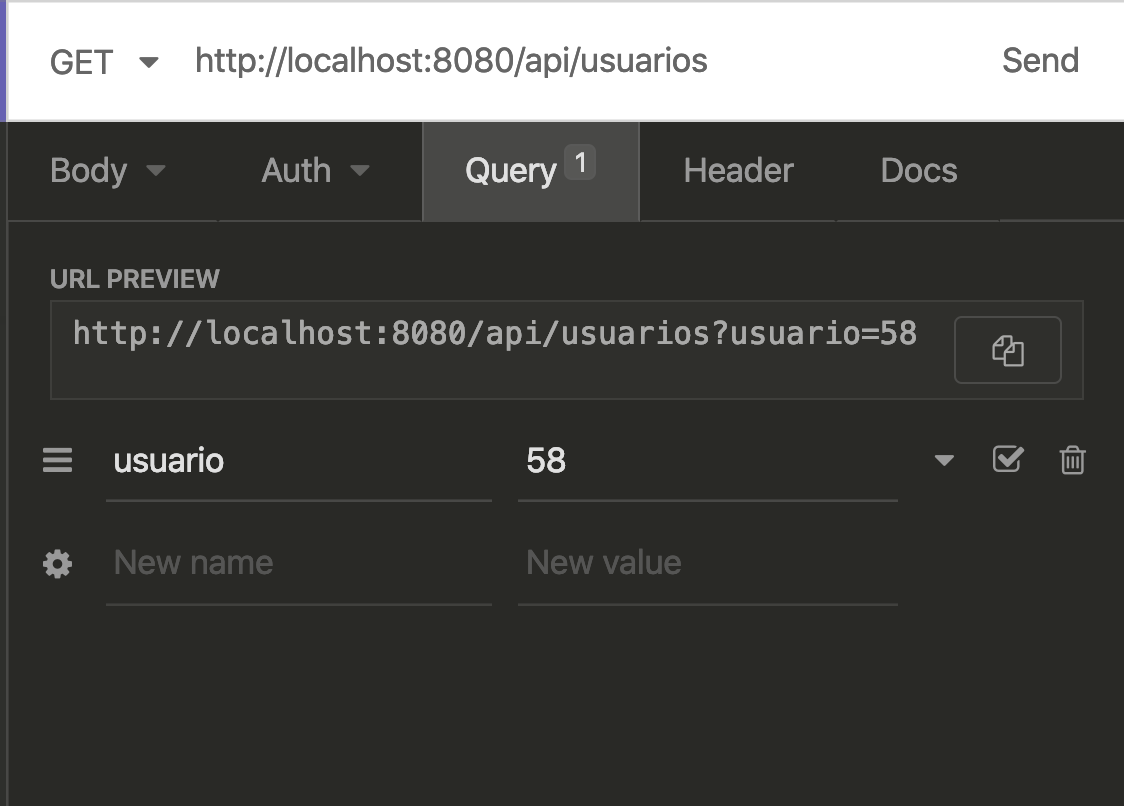 GET http://localhost:8080/api/usuarios Send
Body Auth Query 1 Header Docs
URL PREVIEW
http://localhost:8080/api/usuarios?usuario=58
usuario 58
New name New value